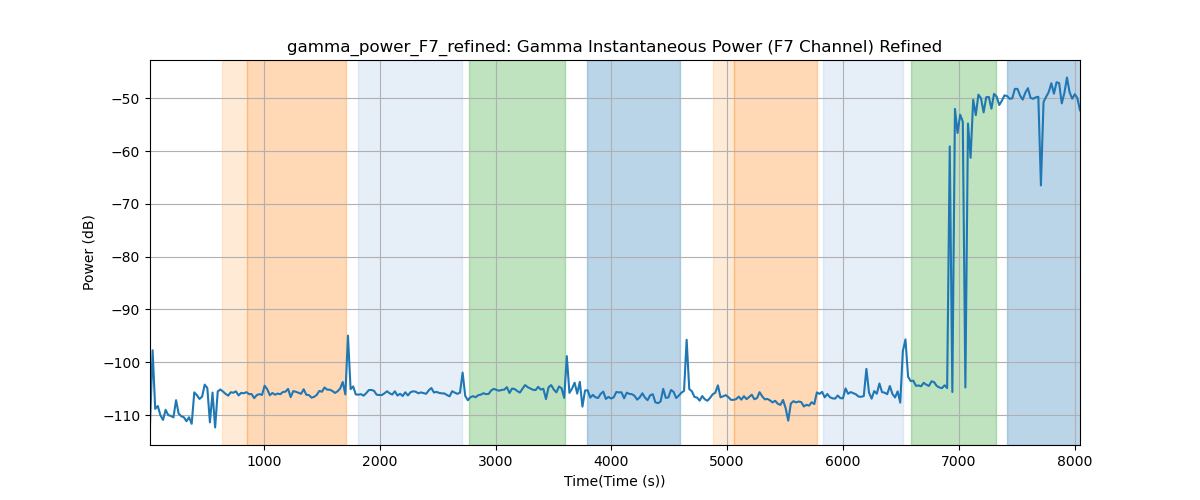 gamma_power_F7_refined: Gamma Instantaneous Power (F7 Channel) Refined
Power (dB)
−50
−60
−70
−80
−90
−100
−110
1000 2000 3000 4000 5000 6000 7000 8000
Time(Time (s))